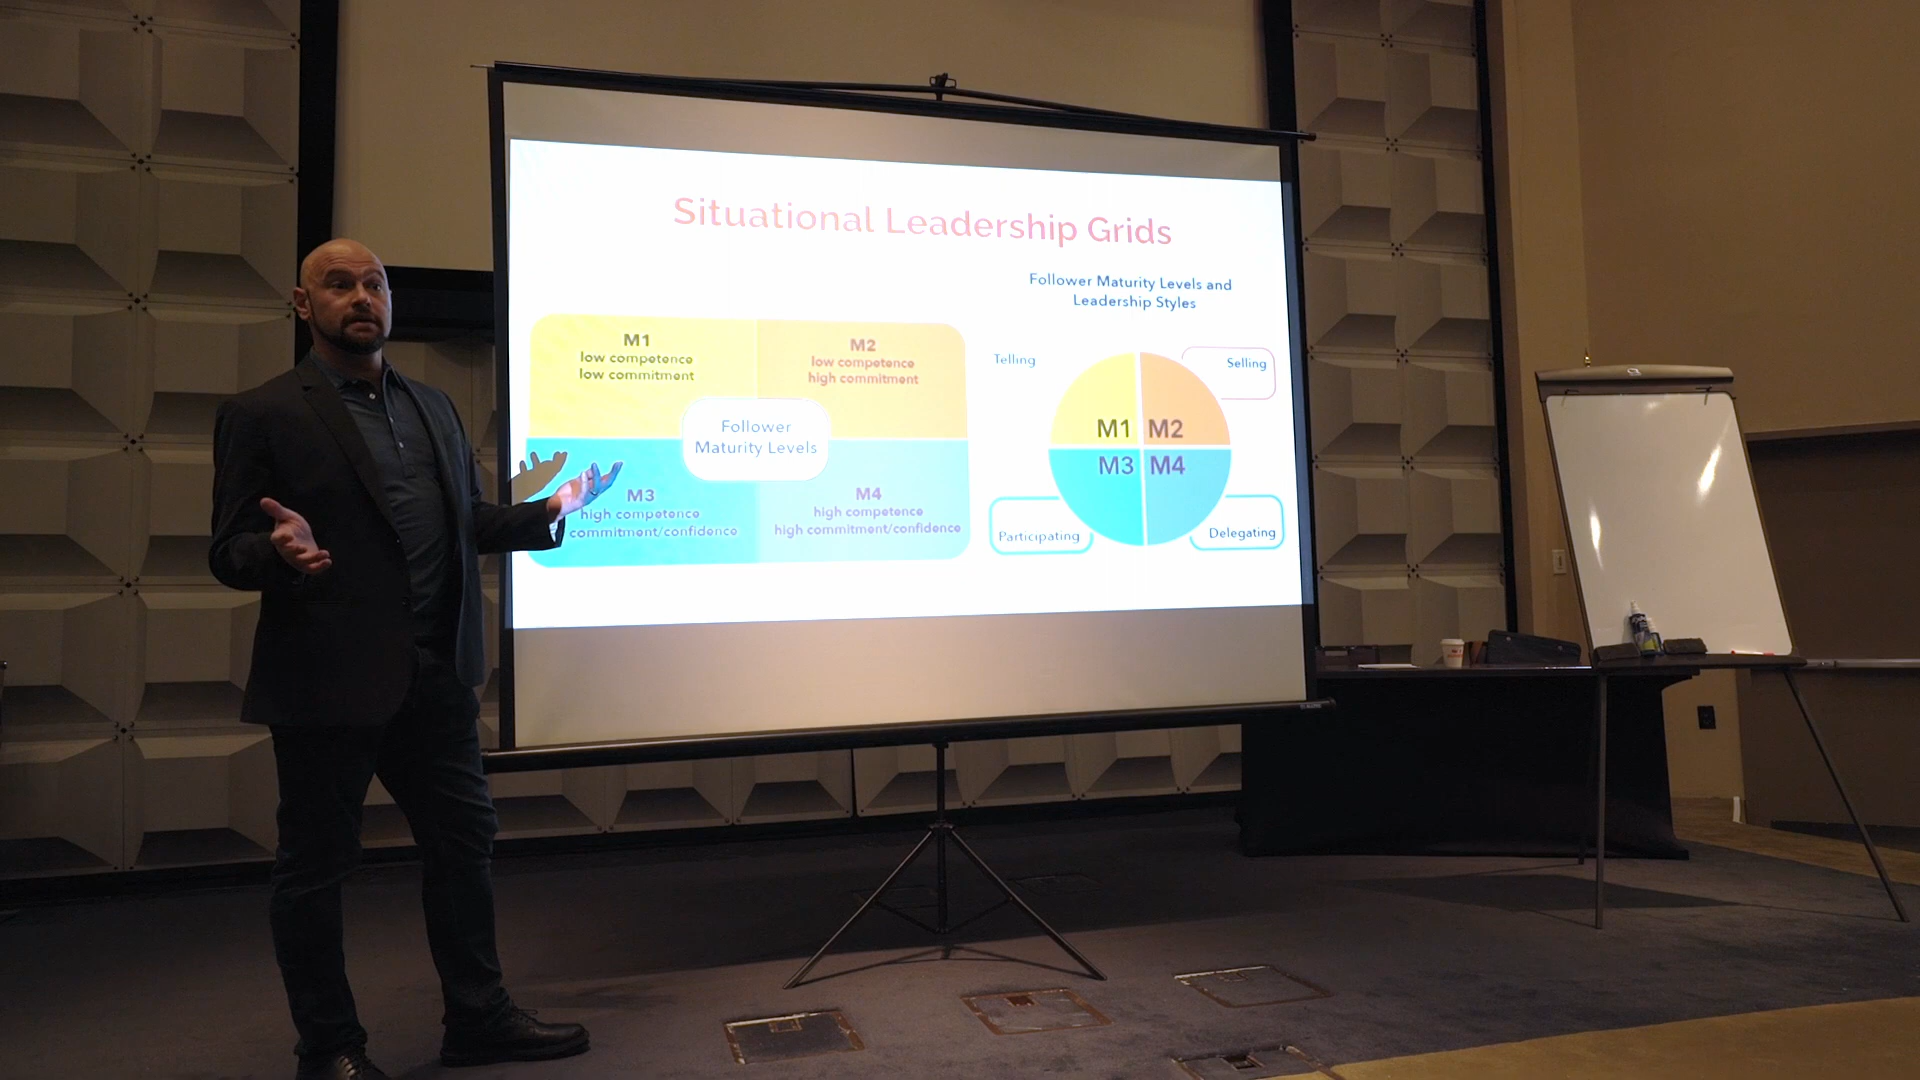 Situational Leadership Grids
M1
low competence
low commitment
M2
low competence
high commitment
Follower
Maturity Levels
M3
high competence
commitment/confidence
M4
high competence
high commitment/confidence
Follower Maturity Levels and
Leadership Styles
Telling
Selling
M1
M2
M3
M4
Participating
Delegating